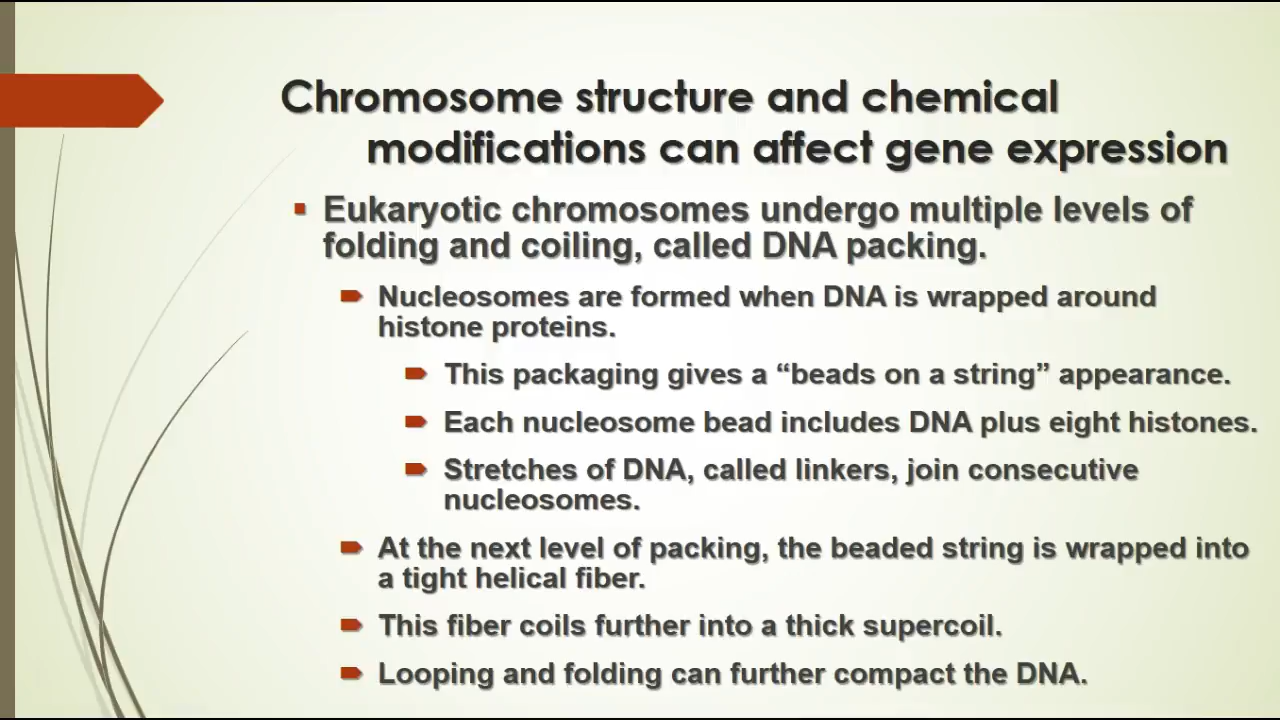 Chromosome structure and chemical
modifications can affect gene expression
Eukaryotic chromosomes undergo multiple levels of
folding and coiling, called DNA packing.
Nucleosomes are formed when DNA is wrapped around
histone proteins.
This packaging gives a “beads on a string” appearance.
Each nucleosome bead includes DNA plus eight histones.
Stretches of DNA, called linkers, join consecutive
nucleosomes.
At the next level of packing, the beaded string is wrapped into
a tight helical fiber.
This fiber coils further into a thick supercoil.
Looping and folding can further compact the DNA.